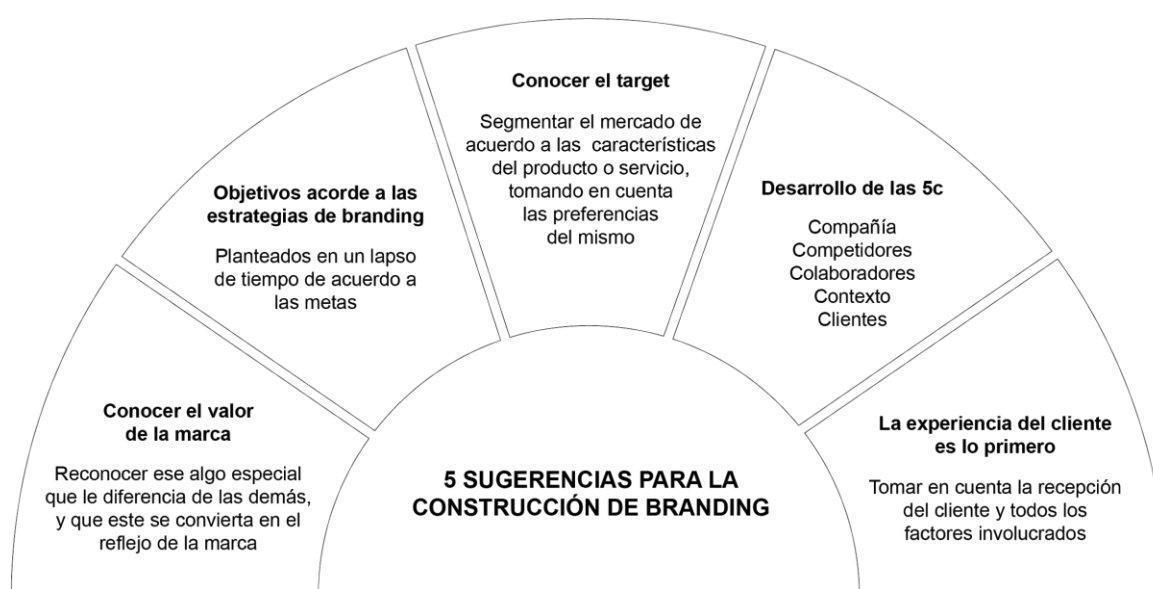 Conocer el valor
de la marca
Reconocer ese algo especial
que le diferencia de las demás,
y que este se convierta en el
reflejo de la marca
Objetivos acorde a las
estrategias de branding
Planteados en un lapso
de tiempo de acuerdo a
las metas
Conocer el target
Segmentar el mercado de
acuerdo a las características
del producto o servicio,
tomando en cuenta
las preferencias
del mismo
Desarrollo de las 5c
Compañía
Competidores
Colaboradores
Contexto
Clientes
La experiencia del cliente
es lo primero
Tomar en cuenta la recepción
del cliente y todos los
factores involucrados
5 SUGERENCIAS PARA LA
CONSTRUCCIÓN DE BRANDING